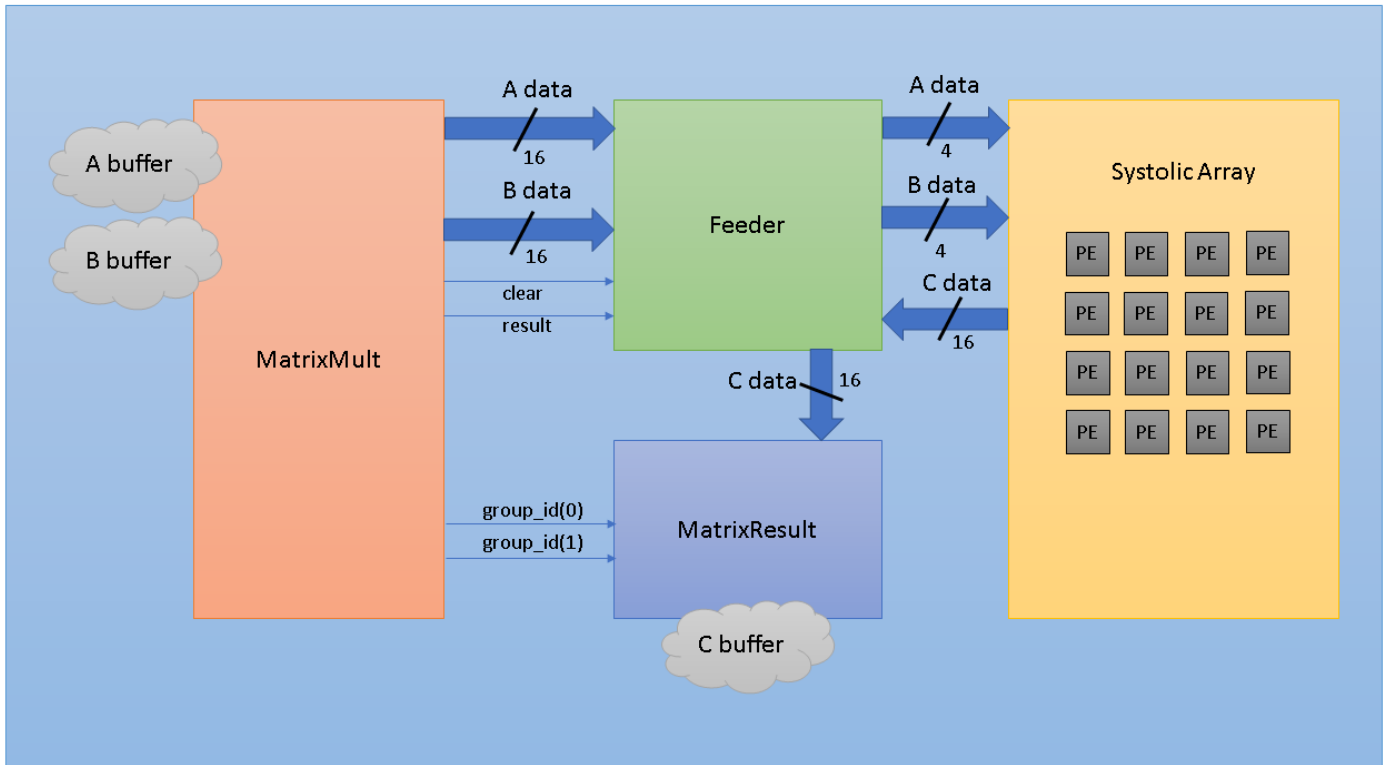 A data
16
A data
4
A buffer
B buffer
MatrixMult
B data
16
clear
result
Feeder
B data
4
C data
16
Systolic Array
PE PE PE PE
PE PE PE PE
PE PE PE PE
PE PE PE PE
C data
16
group_id(0)
group_id(1)
MatrixResult
C buffer